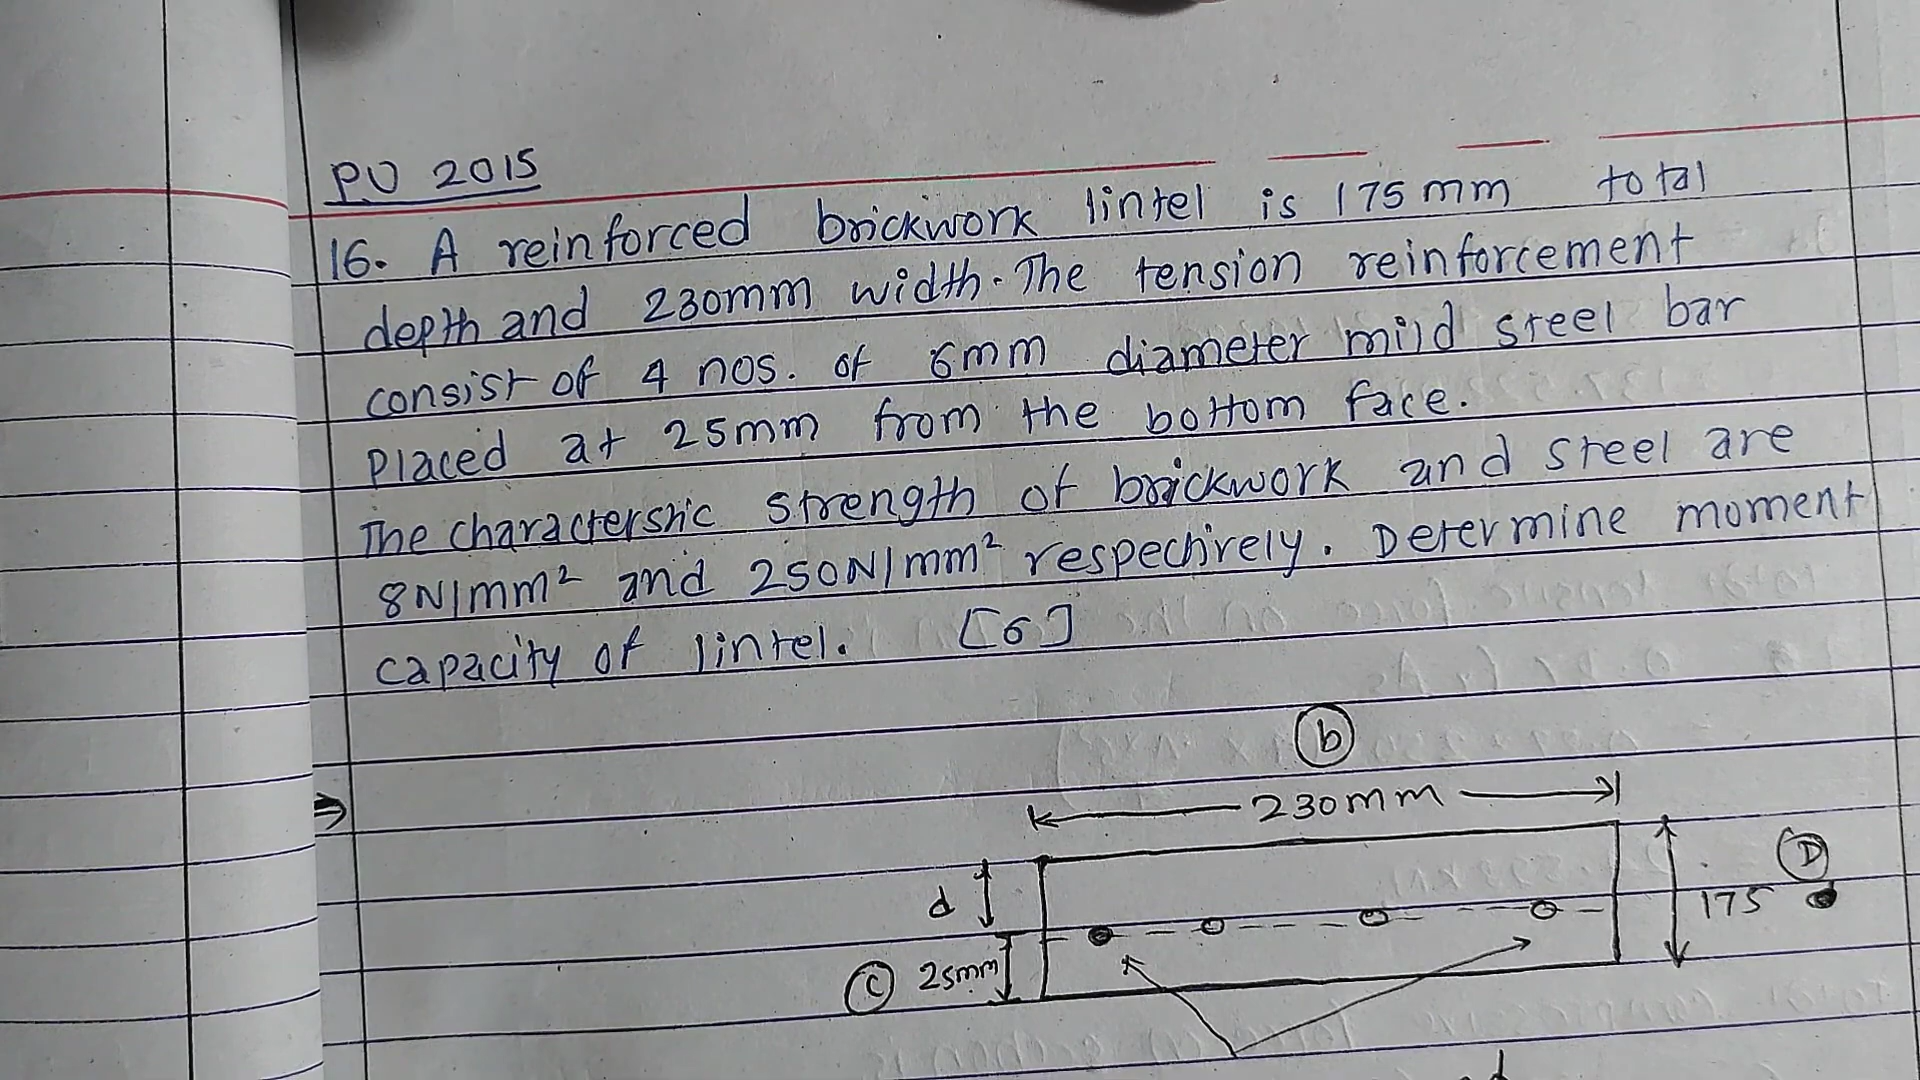 PU 2015
16. A reinforced brickwork lintel is 175mm total
depth and 230mm width. The tension reinforcement
consist of 4 nos. of 6mm diameter mild steel bar
placed at 25mm from the bottom face.
The characterstic strength of brickwork and steel are
8N/mm² and 250N/mm² respectively. Determine moment
capacity of lintel. [6]
b
230mm
D
d
175
C 25mm